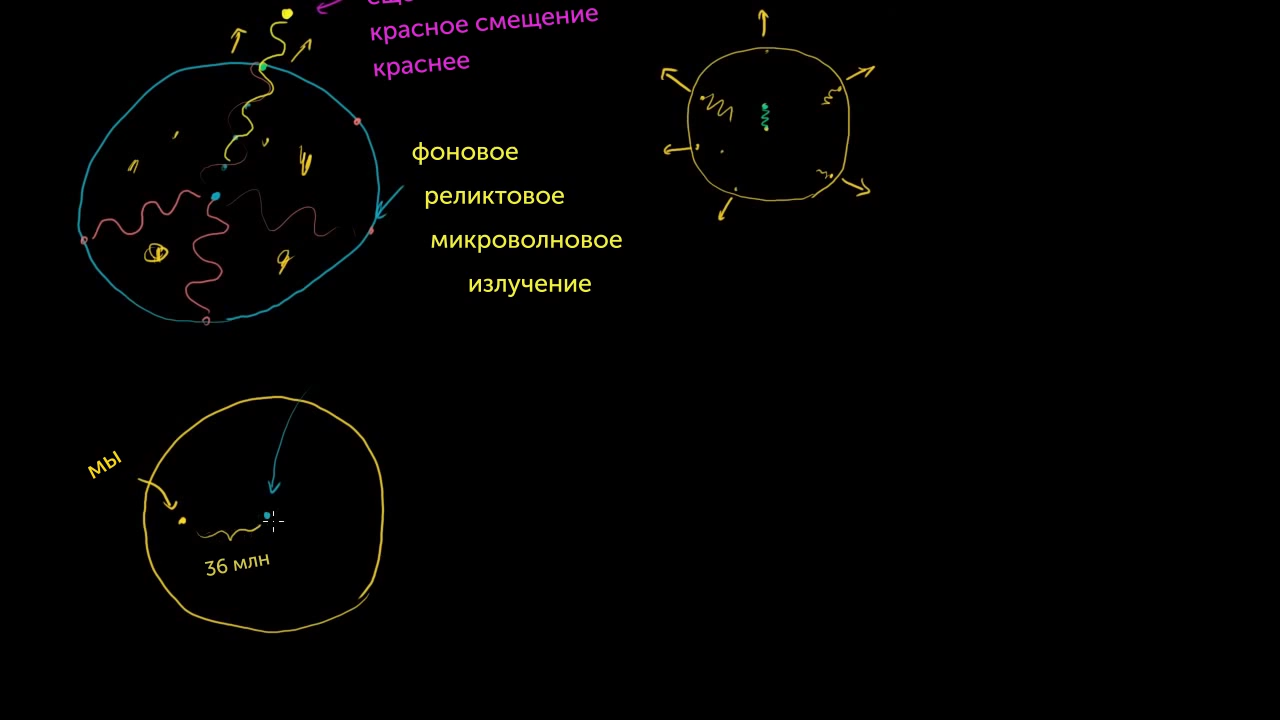 красное смещение
краснее
фоновое
реликтовое
микроволновое
излучение
мы
36 млн